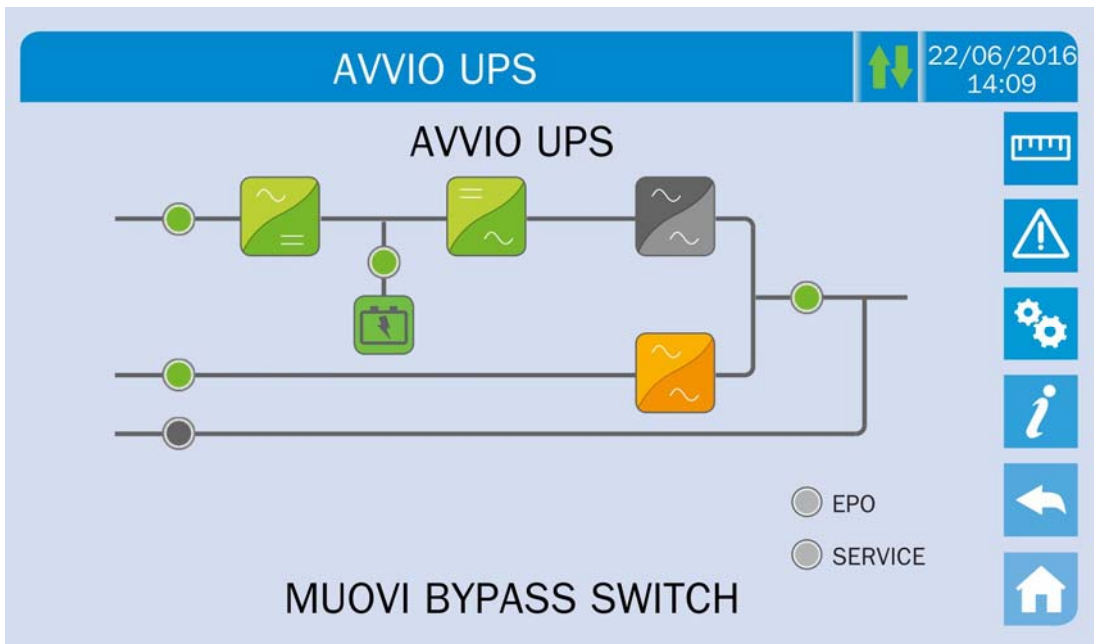 AVVIO UPS
22/06/2016
14:09
AVVIO UPS
EPO
SERVICE
MUOVI BYPASS SWITCH